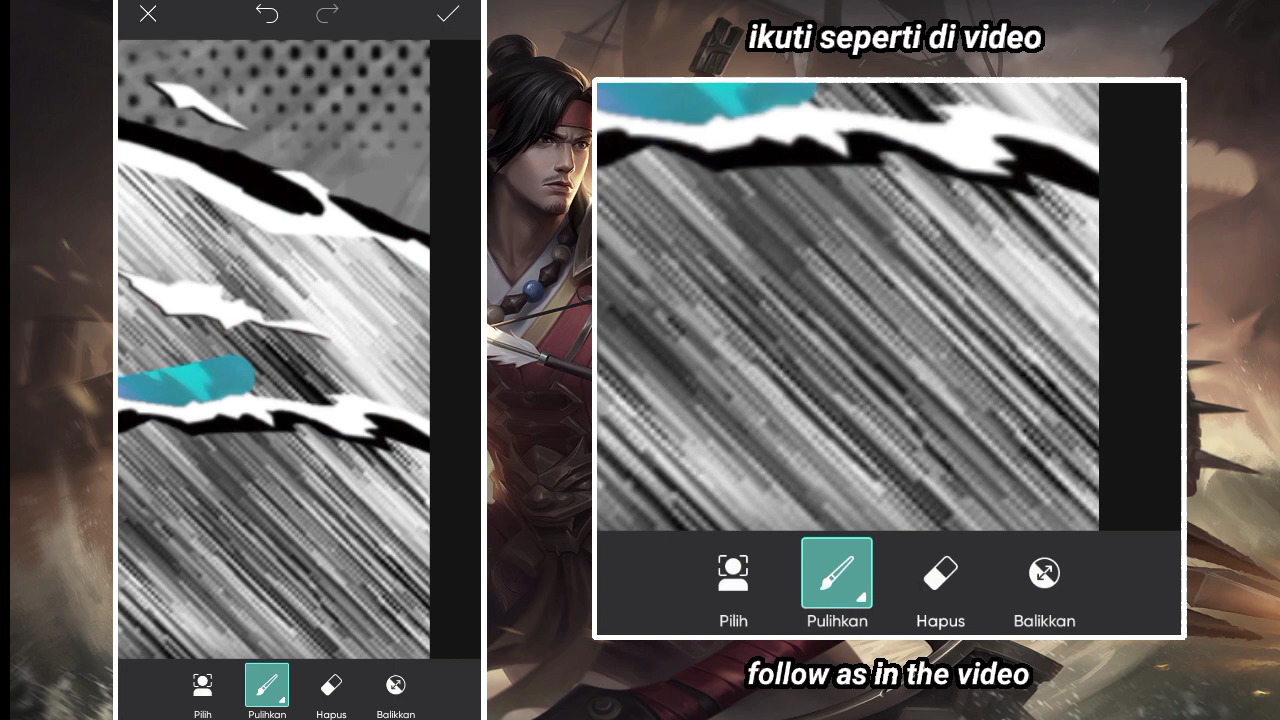 ikuti seperti di video
Pilih
Pulihkan
Hapus
Balikkan
follow as in the video
Pilih
Pulihkan
Hapus
Balikkan